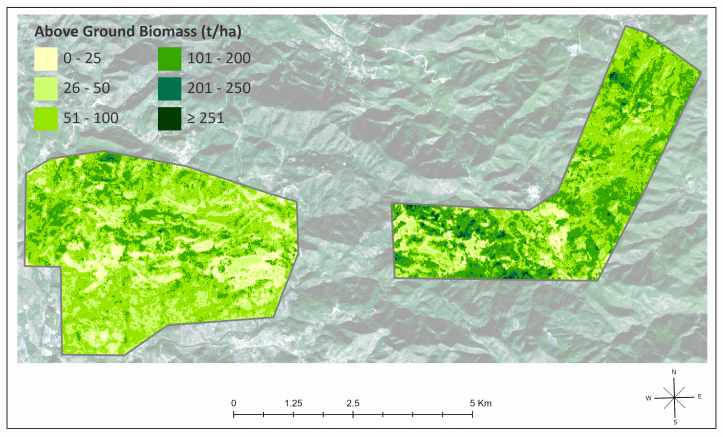 Above Ground Biomass (t/ha)
0 - 25
101 - 200
26 - 50
201 - 250
51 - 100
≥ 251
0 1.25 2.5 5 Km
N
W E
S